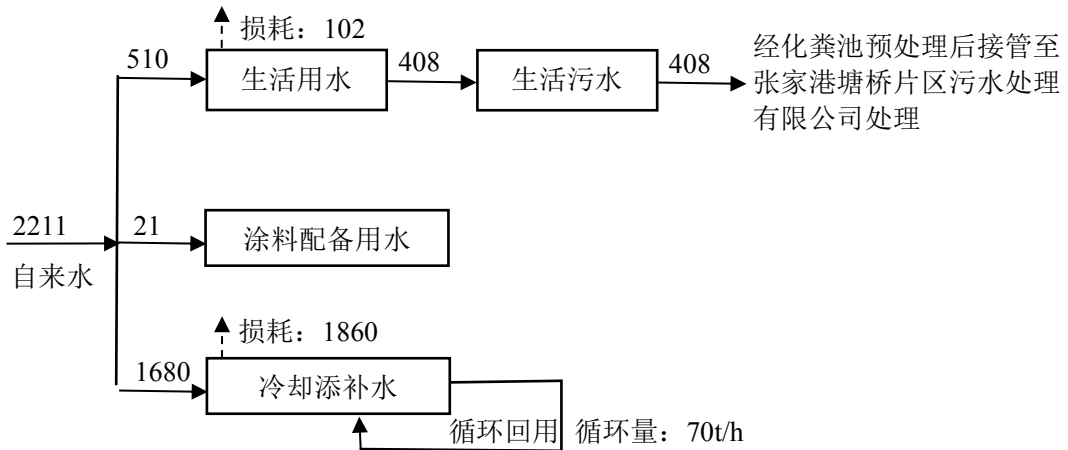 损耗：102
510
生活用水
408
生活污水
408
经化粪池预处理后接管至
张家港塘桥片区污水处理
有限公司处理
2211
自来水
21
涂料配备用水
损耗：1860
1680
冷却添补水
循环回用
循环量：70t/h